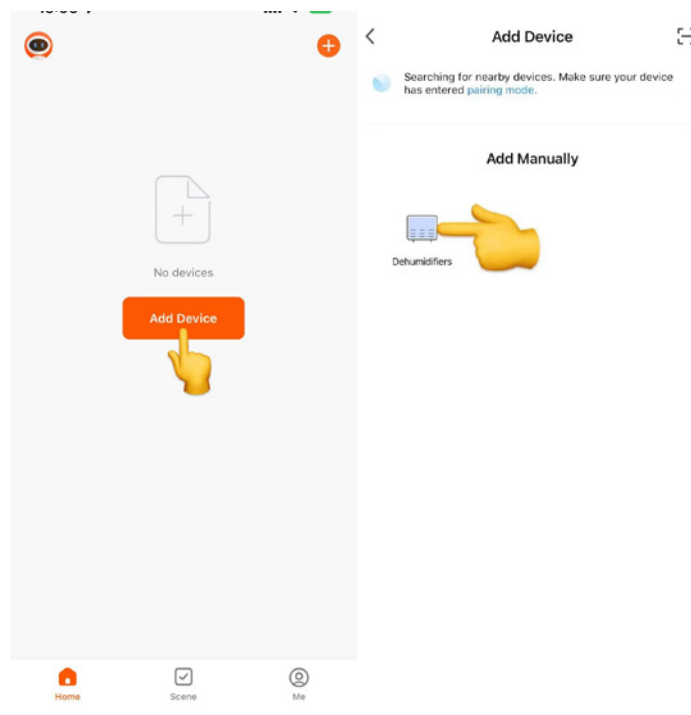 No devices
Add Device
Home
Scene
Me
Add Device
Searching for nearby devices. Make sure your device
has entered pairing mode.
Add Manually
Dehumidifiers